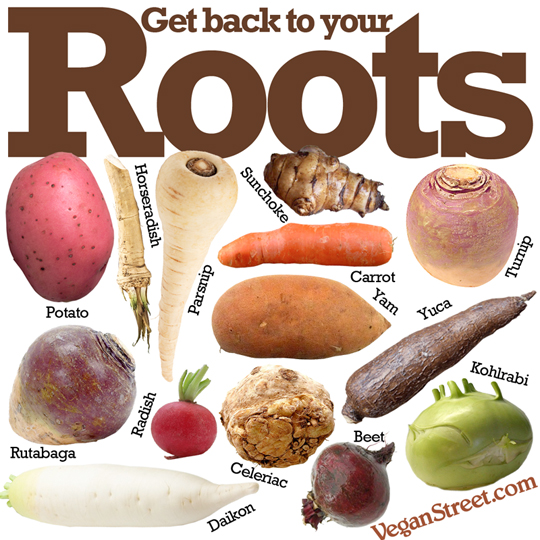 Get back to your
Roots
Potato
Horseradish
Parsnip
Sunchoke
Carrot
Turnip
Yam
Yuca
Kohlrabi
Rutabaga
Radish
Celeriac
Beet
Daikon
VeganStreet.com